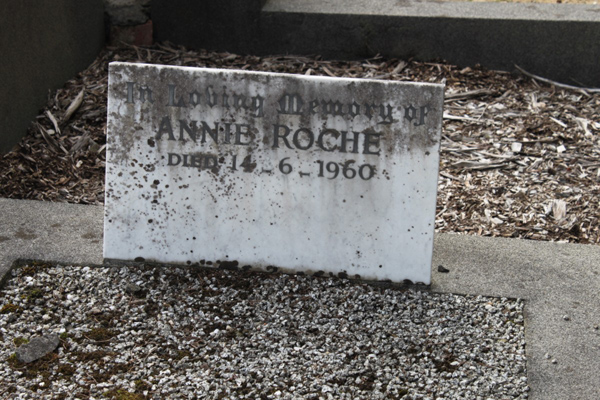 In Loving Memory of
ANNIE ROCHE
DIED 14-6-1960